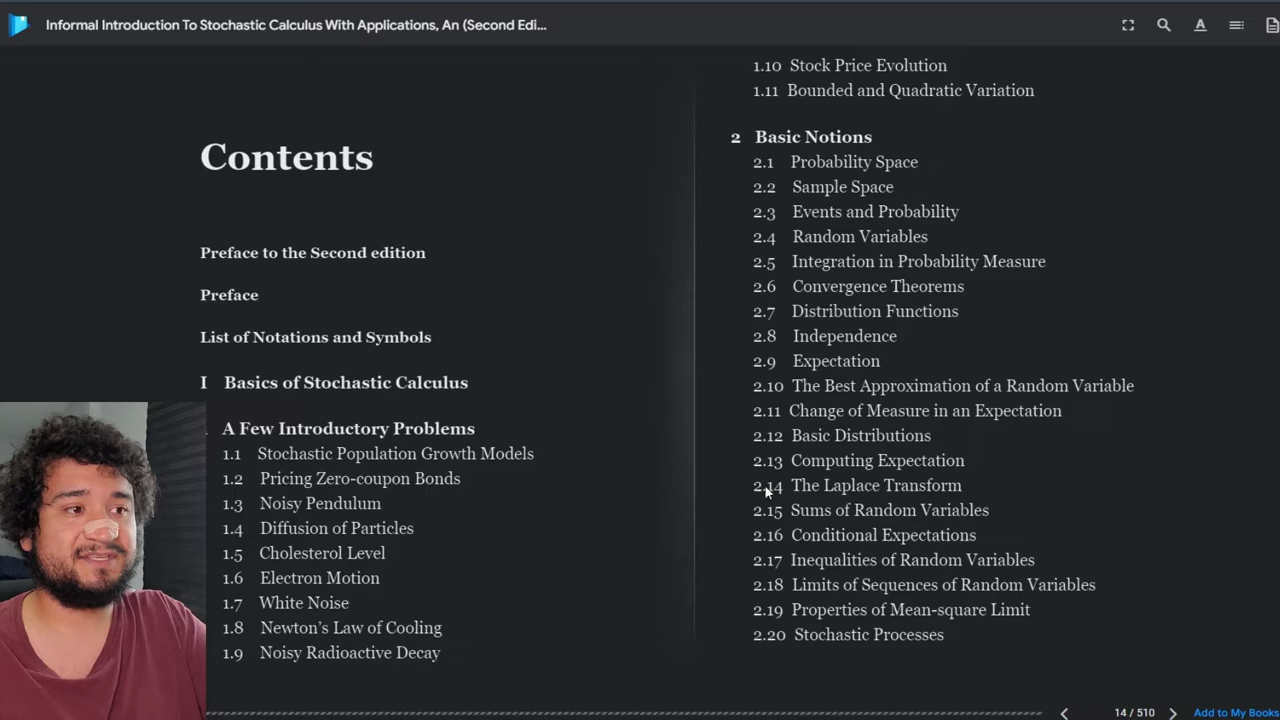 Informal Introduction To Stochastic Calculus With Applications, An (Second Edi...
A
Contents
Preface to the Second edition
Preface
List of Notations and Symbols
I Basics of Stochastic Calculus
A Few Introductory Problems
1.1 Stochastic Population Growth Models
1.2 Pricing Zero-coupon Bonds
1.3 Noisy Pendulum
1.4 Diffusion of Particles
1.5 Cholesterol Level
1.6 Electron Motion
1.7 White Noise
1.8 Newton's Law of Cooling
1.9 Noisy Radioactive Decay
1.10 Stock Price Evolution
1.11 Bounded and Quadratic Variation
2 Basic Notions
2.1 Probability Space
2.2 Sample Space
2.3 Events and Probability
2.4 Random Variables
2.5 Integration in Probability Measure
2.6 Convergence Theorems
2.7 Distribution Functions
2.8 Independence
2.9 Expectation
2.10 The Best Approximation of a Random Variable
2.11 Change of Measure in an Expectation
2.12 Basic Distributions
2.13 Computing Expectation
2.14 The Laplace Transform
2.15 Sums of Random Variables
2.16 Conditional Expectations
2.17 Inequalities of Random Variables
2.18 Limits of Sequences of Random Variables
2.19 Properties of Mean-square Limit
2.20 Stochastic Processes
14 / 510
Add to My Books